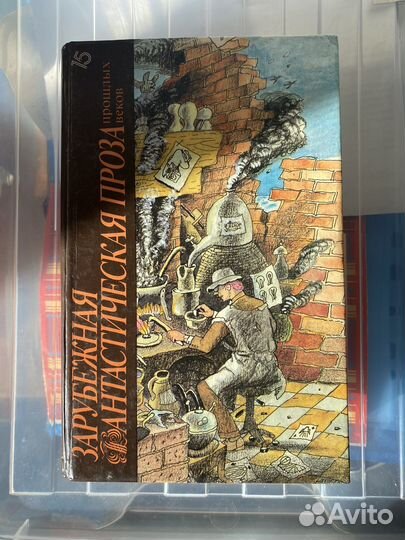 15
ЗАРУБЕЖНАЯ
ФАНТАСТИЧЕСКАЯ ПРОЗА
прошлых
веков
Avito